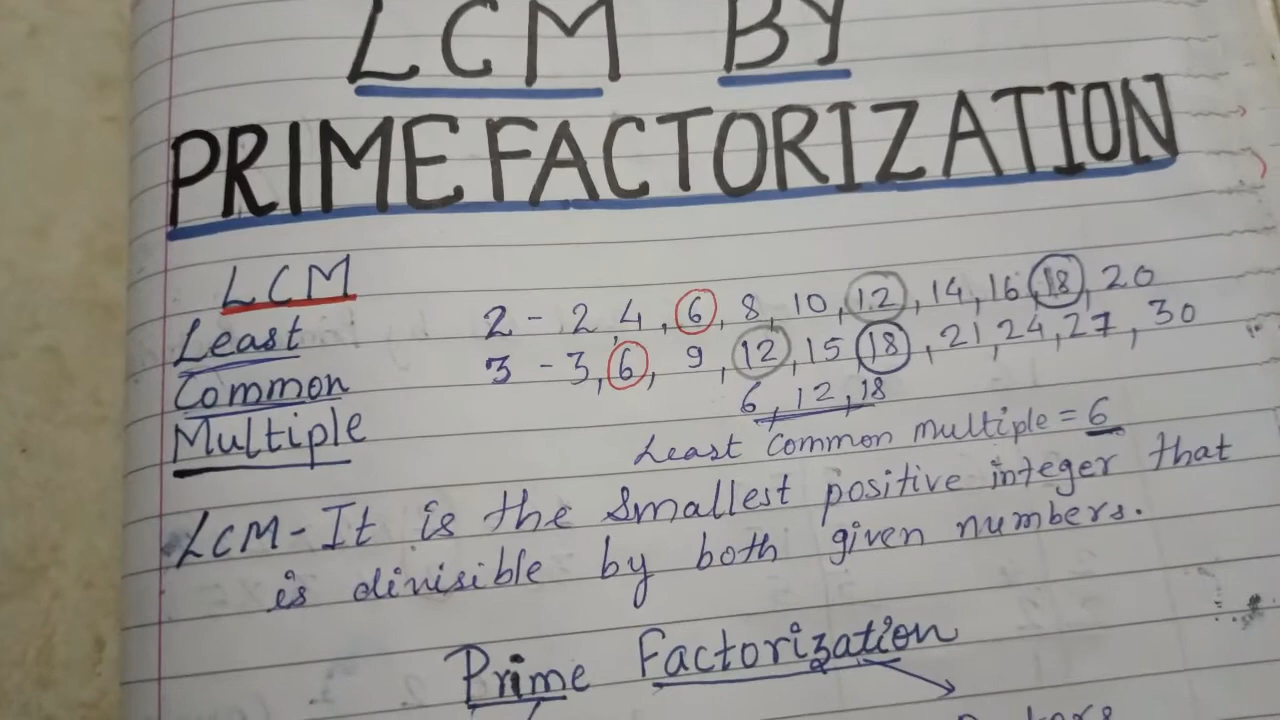 LCM BY
PRIME FACTORIZATION
LCM
Least
Common
Multiple
2 - 2 4, 6, 8, 10, 12, 14, 16, 18, 20
3 - 3, 6, 9, 12, 15, 18, 21, 24, 27, 30
6, 12, 18
Least common multiple = 6
LCM - It is the smallest positive integer that
is divisible by both given numbers.
Prime Factorization